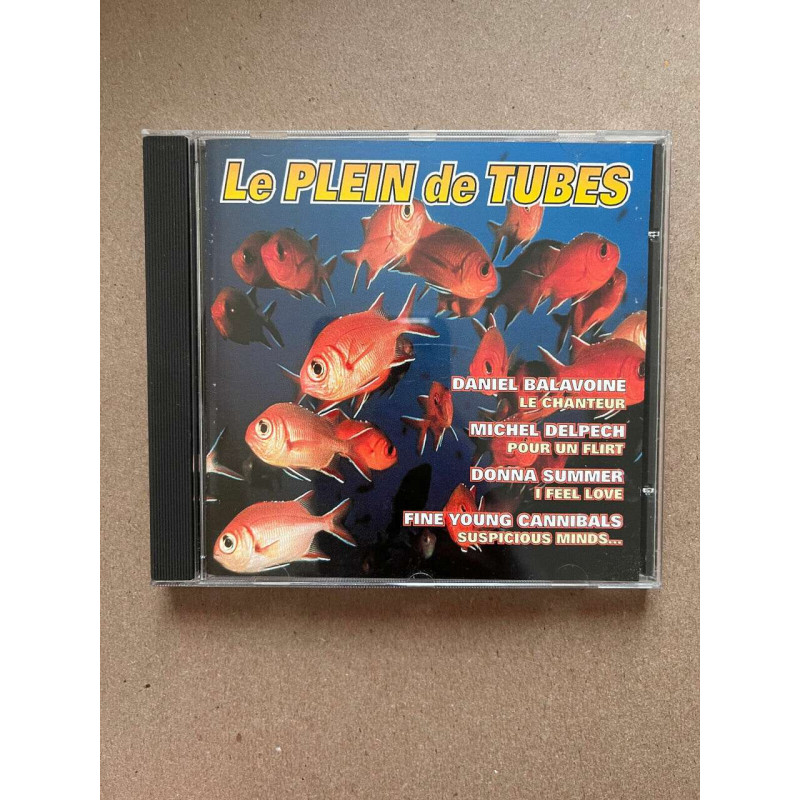 Le PLEIN de TUBES
DANIEL BALAVOINE
LE CHANTEUR
MICHEL DELPECH
POUR UN FLIRT
DONNA SUMMER
I FEEL LOVE
FINE YOUNG CANNIBALS
SUSPICIOUS MINDS...